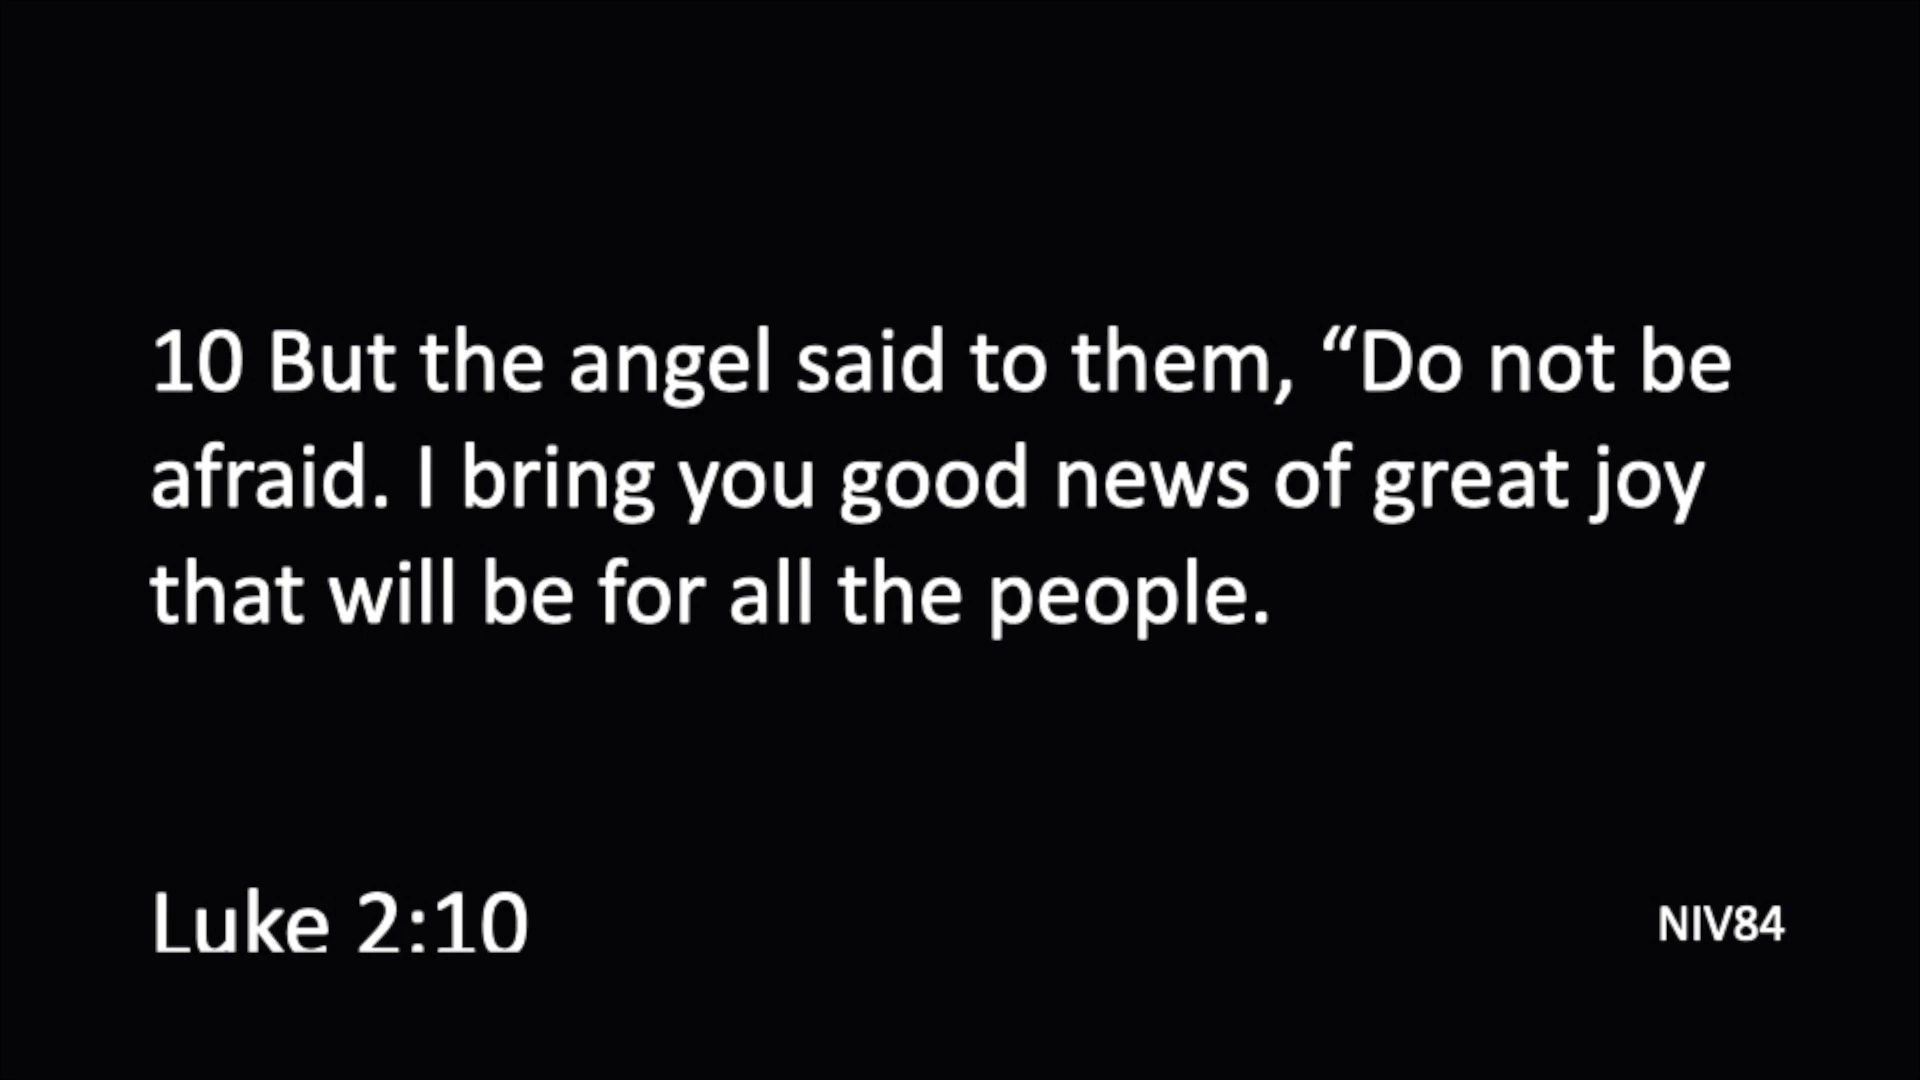 10 But the angel said to them, “Do not be
afraid. I bring you good news of great joy
that will be for all the people.
Luke 2:10
NIV84